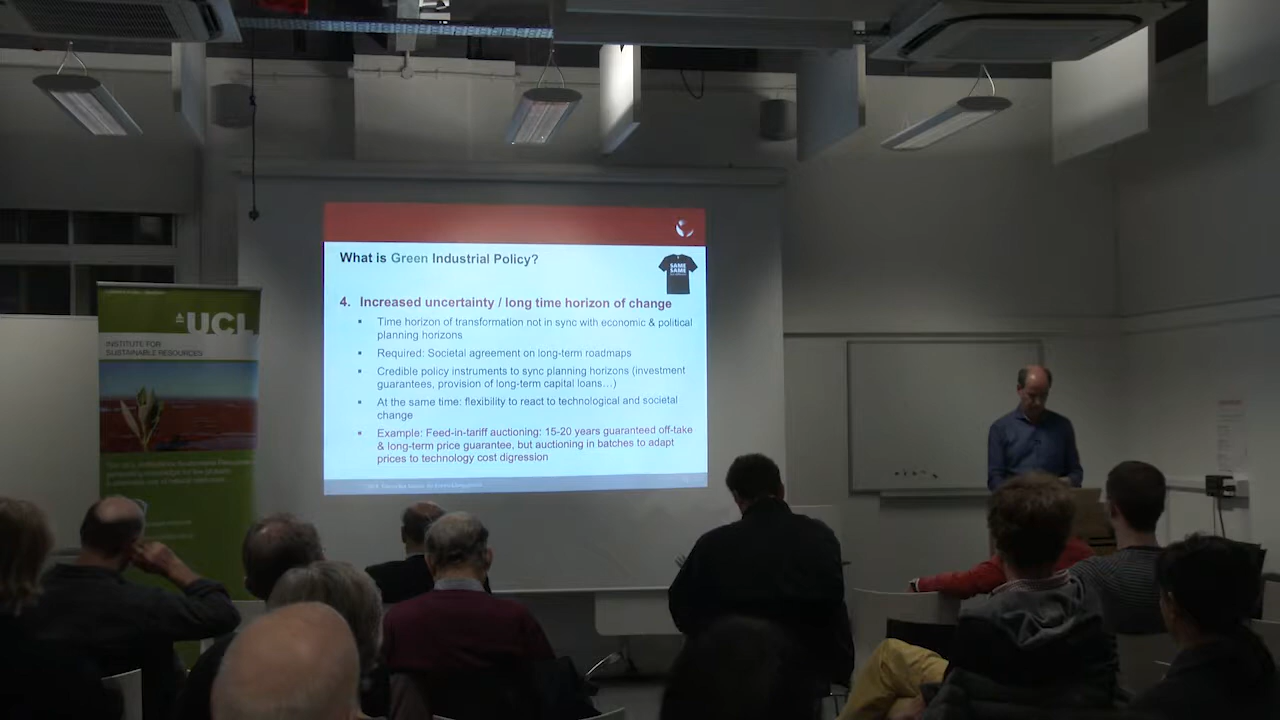 What is Green Industrial Policy?
SAME
SAME
4. Increased uncertainty / long time horizon of change
▪ Time horizon of transformation not in sync with economic & political
planning horizons
▪ Required: Societal agreement on long-term roadmaps
▪ Credible policy instruments to sync planning horizons (investment
guarantees, provision of long-term capital loans…)
▪ At the same time: flexibility to react to technological and societal
change
▪ Example: Feed-in-tariff auctioning: 15-20 years guaranteed off-take
& long-term price guarantee, but auctioning in batches to adapt
prices to technology cost digression
UCL
INSTITUTE FOR
SUSTAINABLE RESOURCES